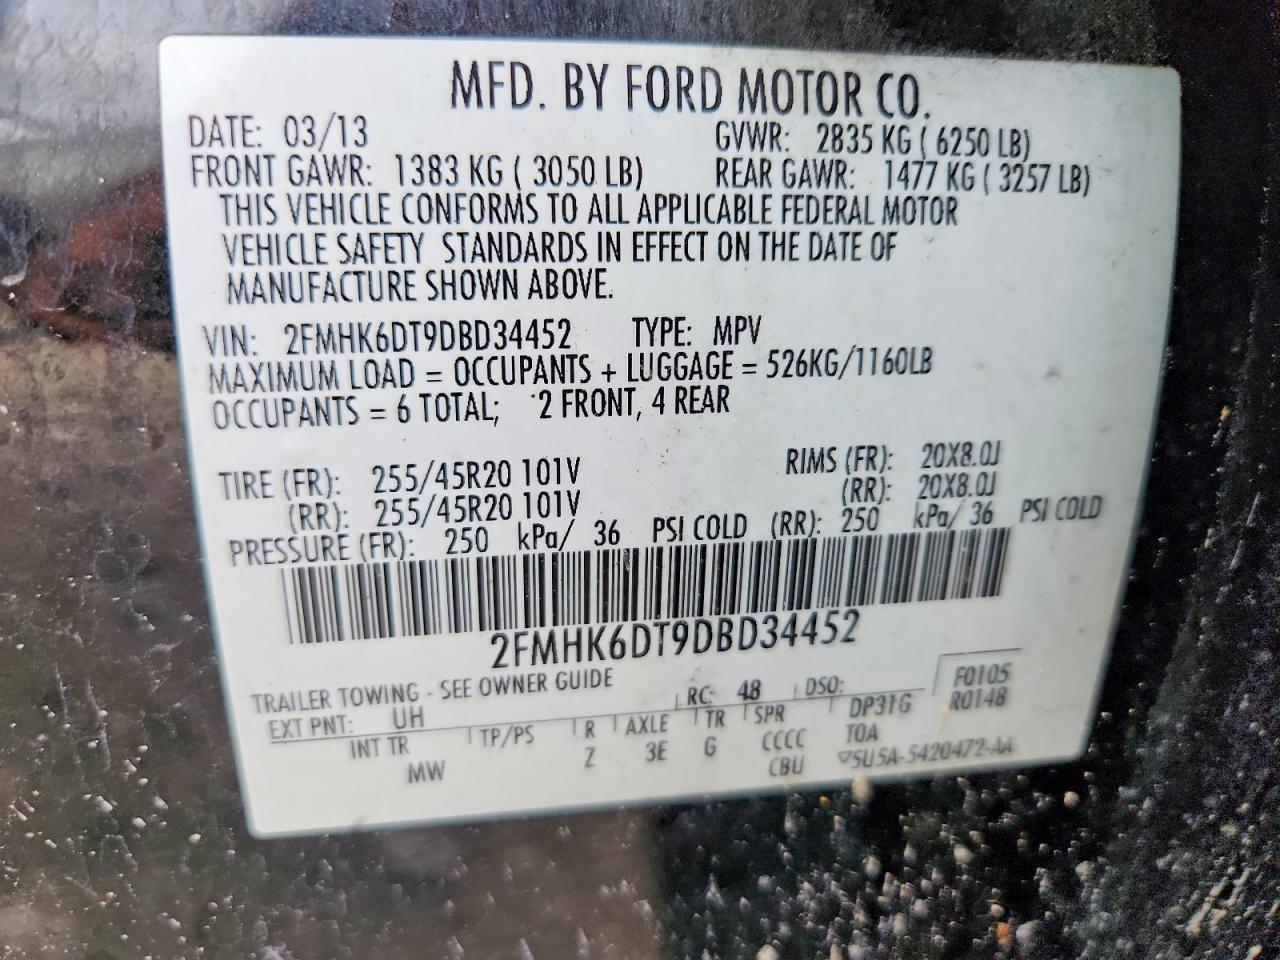 MFD. BY FORD MOTOR CO.
DATE: 03/13 GVWR: 2835 KG ( 6250 LB)
FRONT GAWR: 1383 KG ( 3050 LB) REAR GAWR: 1477 KG ( 3257 LB)
THIS VEHICLE CONFORMS TO ALL APPLICABLE FEDERAL MOTOR
VEHICLE SAFETY STANDARDS IN EFFECT ON THE DATE OF
MANUFACTURE SHOWN ABOVE.
VIN: 2FMHK6DT9DBD34452 TYPE: MPV
MAXIMUM LOAD = OCCUPANTS + LUGGAGE = 526KG/1160LB
OCCUPANTS = 6 TOTAL; 2 FRONT, 4 REAR
TIRE (FR): 255/45R20 101V RIMS (FR): 20X8.0J
(RR): 255/45R20 101V (RR): 20X8.0J
PRESSURE (FR): 250 kPa/ 36 PSI COLD (RR): 250 kPa/ 36 PSI COLD
2FMHK6DT9DBD34452
TRAILER TOWING - SEE OWNER GUIDE
EXT PNT: UH RC: 48 DSO: F0105
INT TR TP/PS R AXLE TR SPR DP31G R0148
MW Z 3E G CCCC TOA
CBU ▽5U5A-5420472-AA